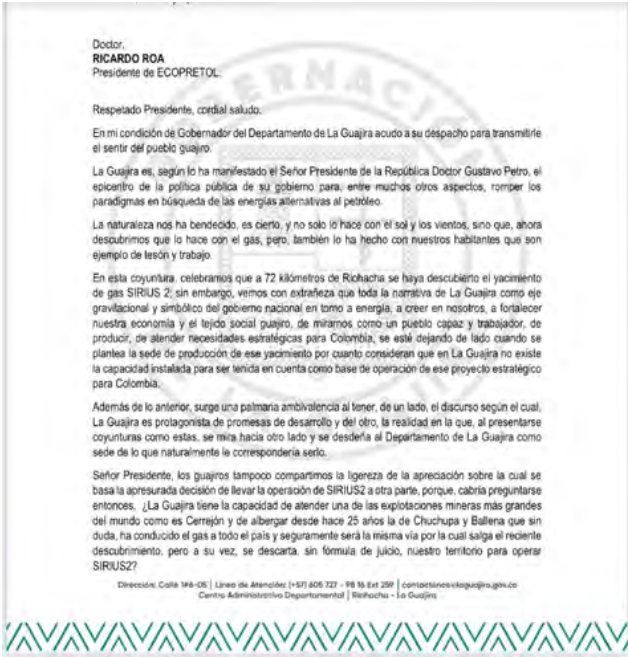 Doctor,
RICARDO ROA
Presidente de ECOPRETOL.
Respetado Presidente, cordial saludo.
En mi condición de Gobernador del Departamento de La Guajira acudo a su despacho para transmitirle
el sentir del pueblo guajiro.
La Guajira es, según lo ha manifestado el Señor Presidente de la República Doctor Gustavo Petro, el
epicentro de la política pública de su gobierno para, entre muchos otros aspectos, romper los
paradigmas en búsqueda de las energías alternativas al petróleo.
La naturaleza nos ha bendecido, es cierto, y no solo lo hace con el sol y los vientos, sino que, ahora
descubrimos que lo hace con el gas, pero, también lo ha hecho con nuestros habitantes que son
ejemplo de tesón y trabajo.
En esta coyuntura, celebramos que a 72 kilómetros de Riohacha se haya descubierto el yacimiento
de gas SIRIUS 2; sin embargo, vemos con extrañeza que toda la narrativa de La Guajira como eje
gravitacional y simbólico del gobierno nacional en torno a energía, a creer en nosotros, a fortalecer
nuestra economía y el tejido social guajiro, de mirarnos como un pueblo capaz y trabajador, de
producir, de atender necesidades estratégicas para Colombia, se esté dejando de lado cuando se
plantea la sede de producción de ese yacimiento por cuanto consideran que en La Guajira no existe
la capacidad instalada para ser tenida en cuenta como base de operación de ese proyecto estratégico
para Colombia.
Además de lo anterior, surge una palmaria ambivalencia al tener, de un lado, el discurso según el cual,
La Guajira es protagonista de promesas de desarrollo y del otro, la realidad en la que, al presentarse
coyunturas como estas, se mira hacia otro lado y se desdeña al Departamento de La Guajira como
sede de lo que naturalmente le correspondería serlo.
Señor Presidente, los guajiros tampoco compartimos la ligereza de la apreciación sobre la cual se
basa la apresurada decisión de llevar la operación de SIRIUS2 a otra parte, porque, cabría preguntarse
entonces, ¿La Guajira tiene la capacidad de atender una de las explotaciones mineras más grandes
del mundo como es Cerrejón y de albergar desde hace 25 años la de Chuchupa y Ballena que sin
duda, ha conducido el gas a todo el país y seguramente será la misma vía por la cual salga el reciente
descubrimiento, pero a su vez, se descarta, sin fórmula de juicio, nuestro territorio para operar
SIRIUS2?
Dirección: Calle 1#6-05 | Línea de Atención: (+57) 605 727 - 98 16 Ext 259 | contactenos@laguajira.gov.co
Centro Administrativo Departamental | Riohacha - La Guajira